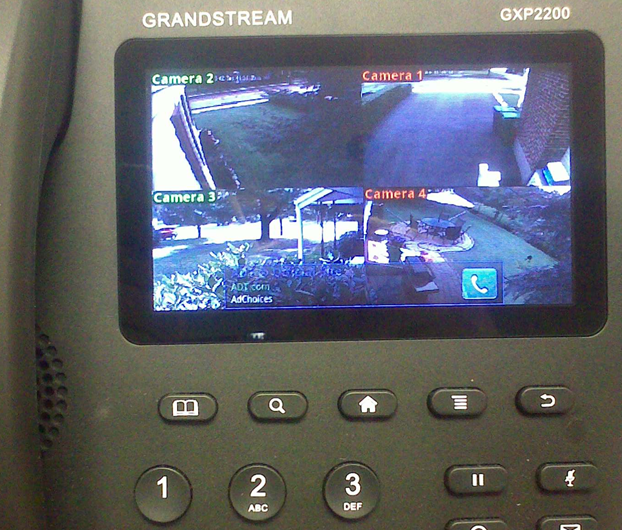 GRANDSTREAM
GXP2200
Camera 2
Camera 1
Camera 3
Camera 4
ADT.com
AdChoices
1
2
ABC
3
DEF